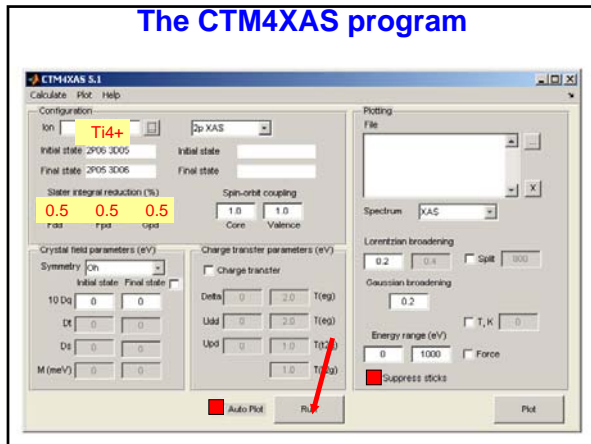 The CTM4XAS program
CTM4XAS 5.1
Calculate Plot Help
Configuration
Ion Ti4+ 2p XAS
Initial state 2P06 3D05 Initial state
Final state 2P05 3D06 Final state
Slater integral reduction (%) Spin-orbit coupling
0.5 0.5 0.5 1.0 1.0
Fdd Fpd Gpd Core Valence
Crystal field parameters (eV)
Symmetry Oh
Initial state Final state
10 Dq 0 0
Dt 0 0
Ds 0 0
M (meV) 0 0
Charge transfer parameters (eV)
Charge transfer
Delta 0 2.0 T(eg)
Udd 0 2.0 T(eg)
Upd 0 1.0 T(t2g)
1.0
Auto Plot
Plotting
File
...
X
Spectrum XAS
Lorentzian broadening
0.2 0.4 Split 800
Gaussian broadening
0.2
T, K 0
Energy range (eV)
0 1000 Force
Suppress sticks
Plot